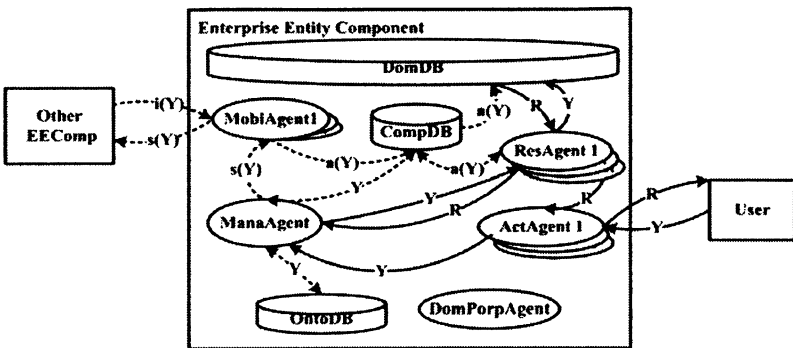 Enterprise Entity Component
DomDB
Other
EEComp
i(Y)
s(Y)
MobiAgent1
CompDB
a(Y)
R
Y
ResAgent 1
s(Y)
a(Y)
Y
a(Y)
Y
R
R
R
Y
User
ManaAgent
ActAgent 1
Y
Y
OntoDB
DomPorpAgent